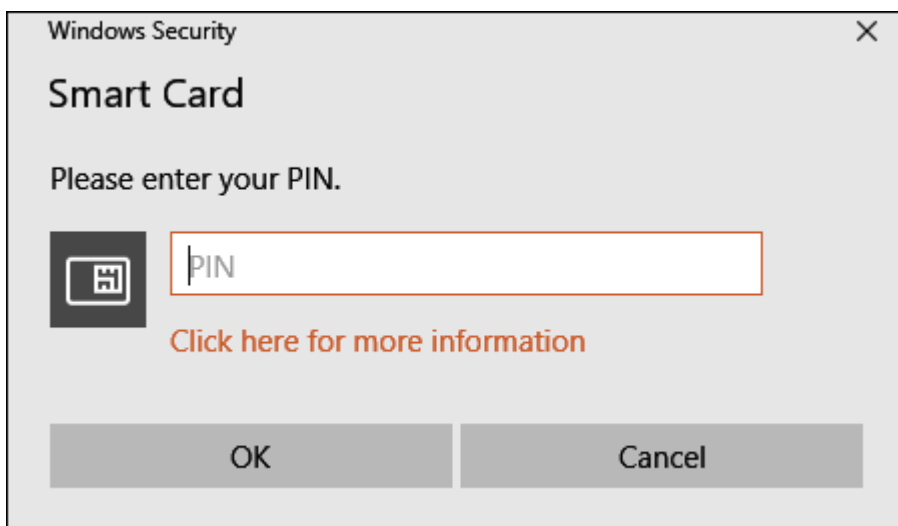 Windows Security
Smart Card
Please enter your PIN.
PIN
Click here for more information
OK
Cancel